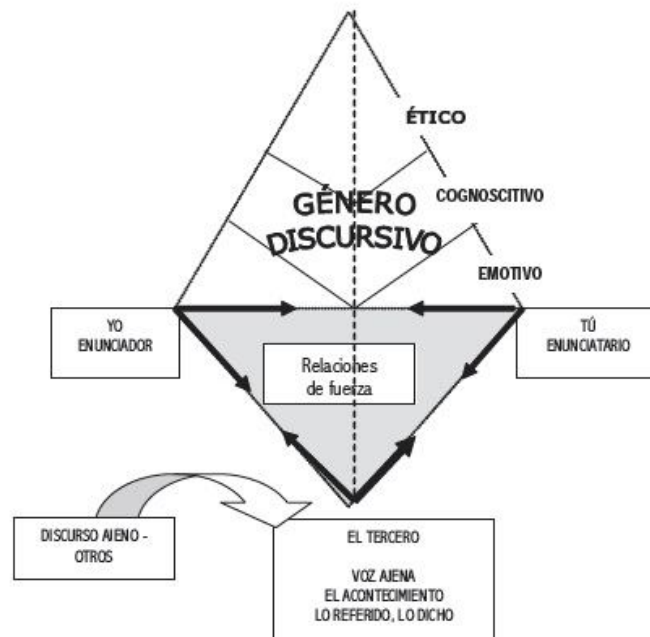 ÉTICO
COGNOSCITIVO
GÉNERO
DISCURSIVO
EMOTIVO
YO
ENUNCIADOR
TÚ
ENUNCIATARIO
Relaciones
de fuerza
DISCURSO AJENO -
OTROS
EL TERCERO
VOZ AJENA
EL ACONTECIMIENTO
LO REFERIDO, LO DICHO